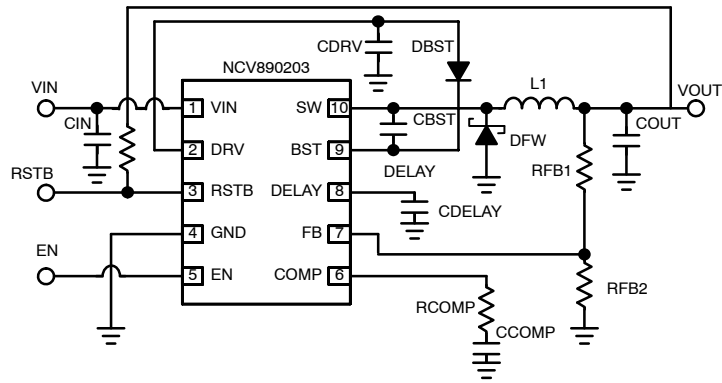 CDRV
DBST
NCV890203
VIN
L1
VOUT
CIN
1
VIN
SW
10
CBST
COUT
2
DRV
BST
9
DFW
DELAY
RFB1
RSTB
3
RSTB
DELAY
8
CDELAY
4
GND
FB
7
EN
5
EN
COMP
6
RFB2
RCOMP
CCOMP